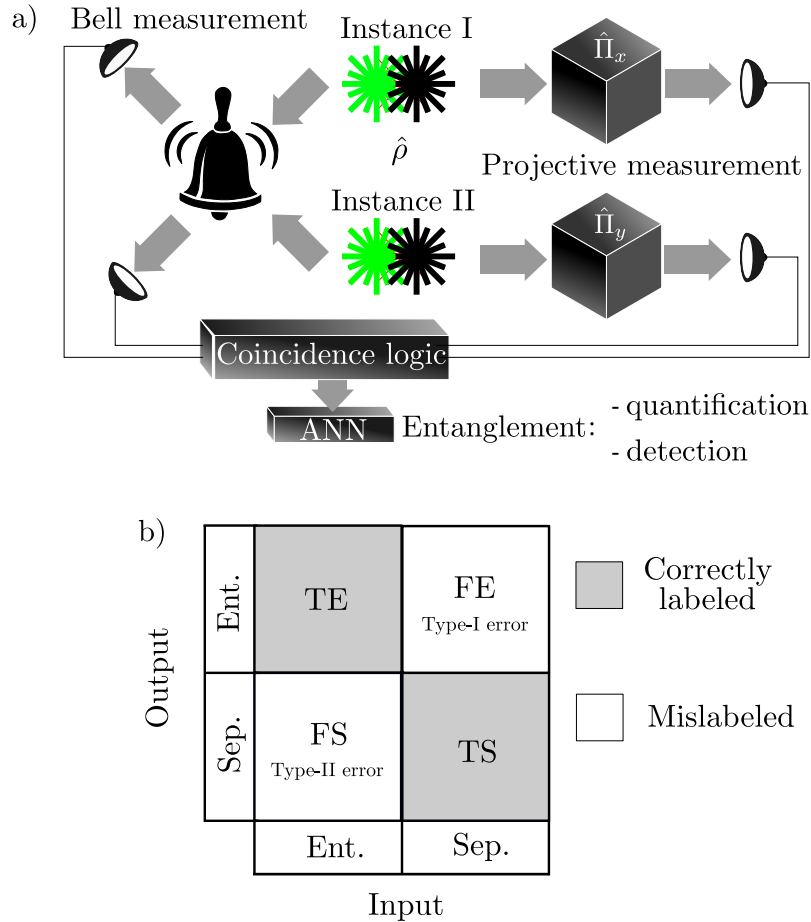 a)
Bell measurement
Instance I
Π̂ₓ
ρ̂
Projective measurement
Instance II
Π̂ᵧ
Coincidence logic
ANN
Entanglement:
- quantification
- detection
b)
Output
Ent.
Sep.
TE
FE
Type-I error
FS
Type-II error
TS
Ent.
Sep.
Input
Correctly
labeled
Mislabeled